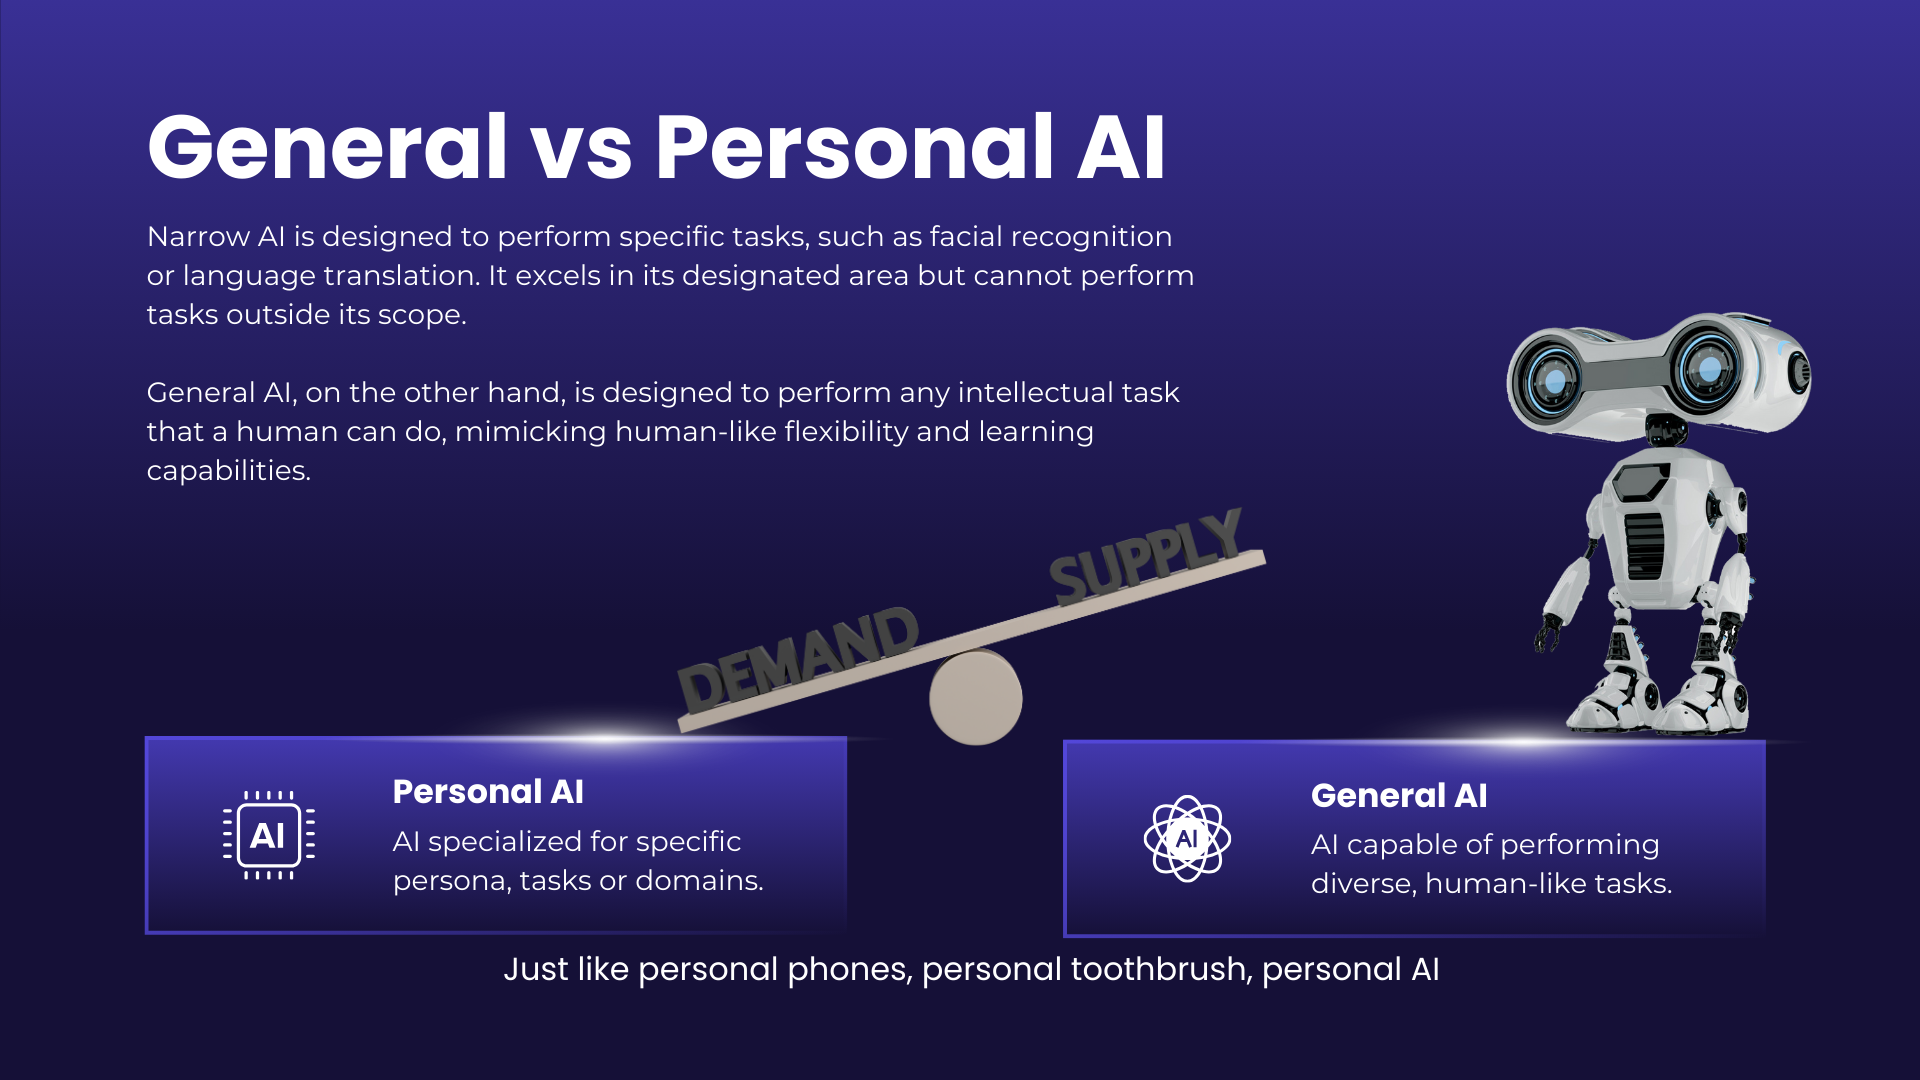 General vs Personal AI
Narrow AI is designed to perform specific tasks, such as facial recognition
or language translation. It excels in its designated area but cannot perform
tasks outside its scope.
General AI, on the other hand, is designed to perform any intellectual task
that a human can do, mimicking human-like flexibility and learning
capabilities.
SUPPLY
DEMAND
AI
Personal AI
AI specialized for specific
persona, tasks or domains.
AI
General AI
AI capable of performing
diverse, human-like tasks.
Just like personal phones, personal toothbrush, personal AI